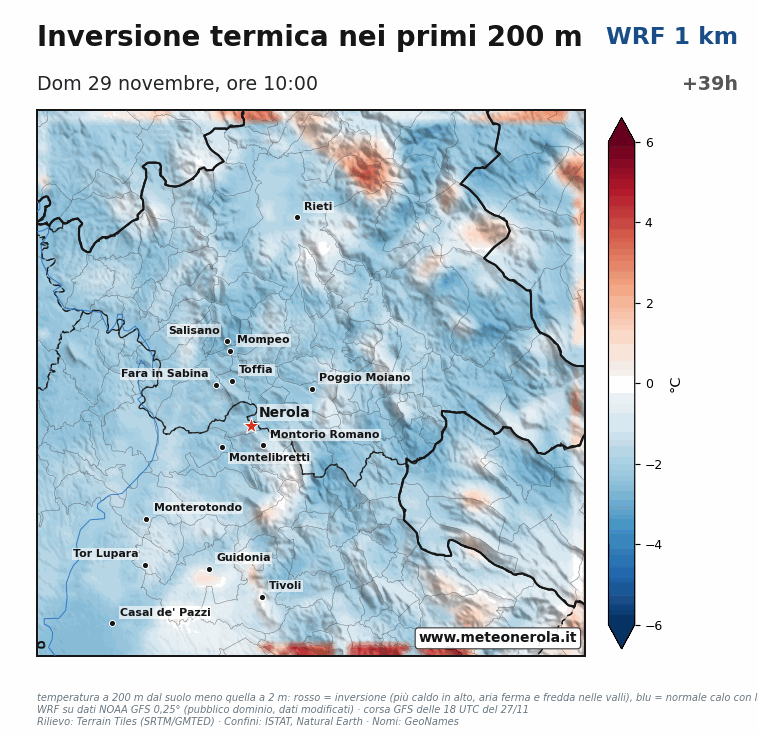 Inversione termica nei primi 200 m
WRF 1 km
Dom 29 novembre, ore 10:00
+39h
Rieti
Salisano
Mompeo
Fara in Sabina
Toffia
Poggio Moiano
Nerola
Montorio Romano
Montelibretti
Monterotondo
Tor Lupara
Guidonia
Tivoli
Casal de' Pazzi
www.meteonerola.it
6
4
2
0
−2
−4
−6
°C
temperatura a 200 m dal suolo meno quella a 2 m: rosso = inversione (più caldo in alto, aria ferma e fredda nelle valli), blu = normale calo con
WRF su dati NOAA GFS 0,25° (pubblico dominio, dati modificati) · corsa GFS delle 18 UTC del 27/11
Rilievo: Terrain Tiles (SRTM/GMTED) · Confini: ISTAT, Natural Earth · Nomi: GeoNames